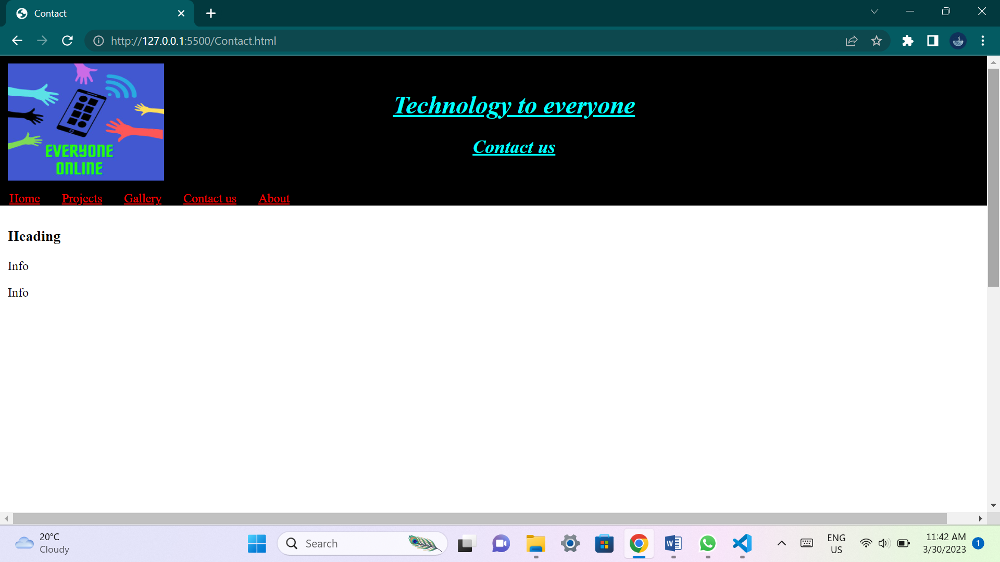 Contact
http://127.0.0.1:5500/Contact.html
EVERYONE
ONLINE
Technology to everyone
Contact us
Home Projects Gallery Contact us About
Heading
Info
Info
20°C
Cloudy
Search
W
ENG
US
11:42 AM
3/30/2023
1